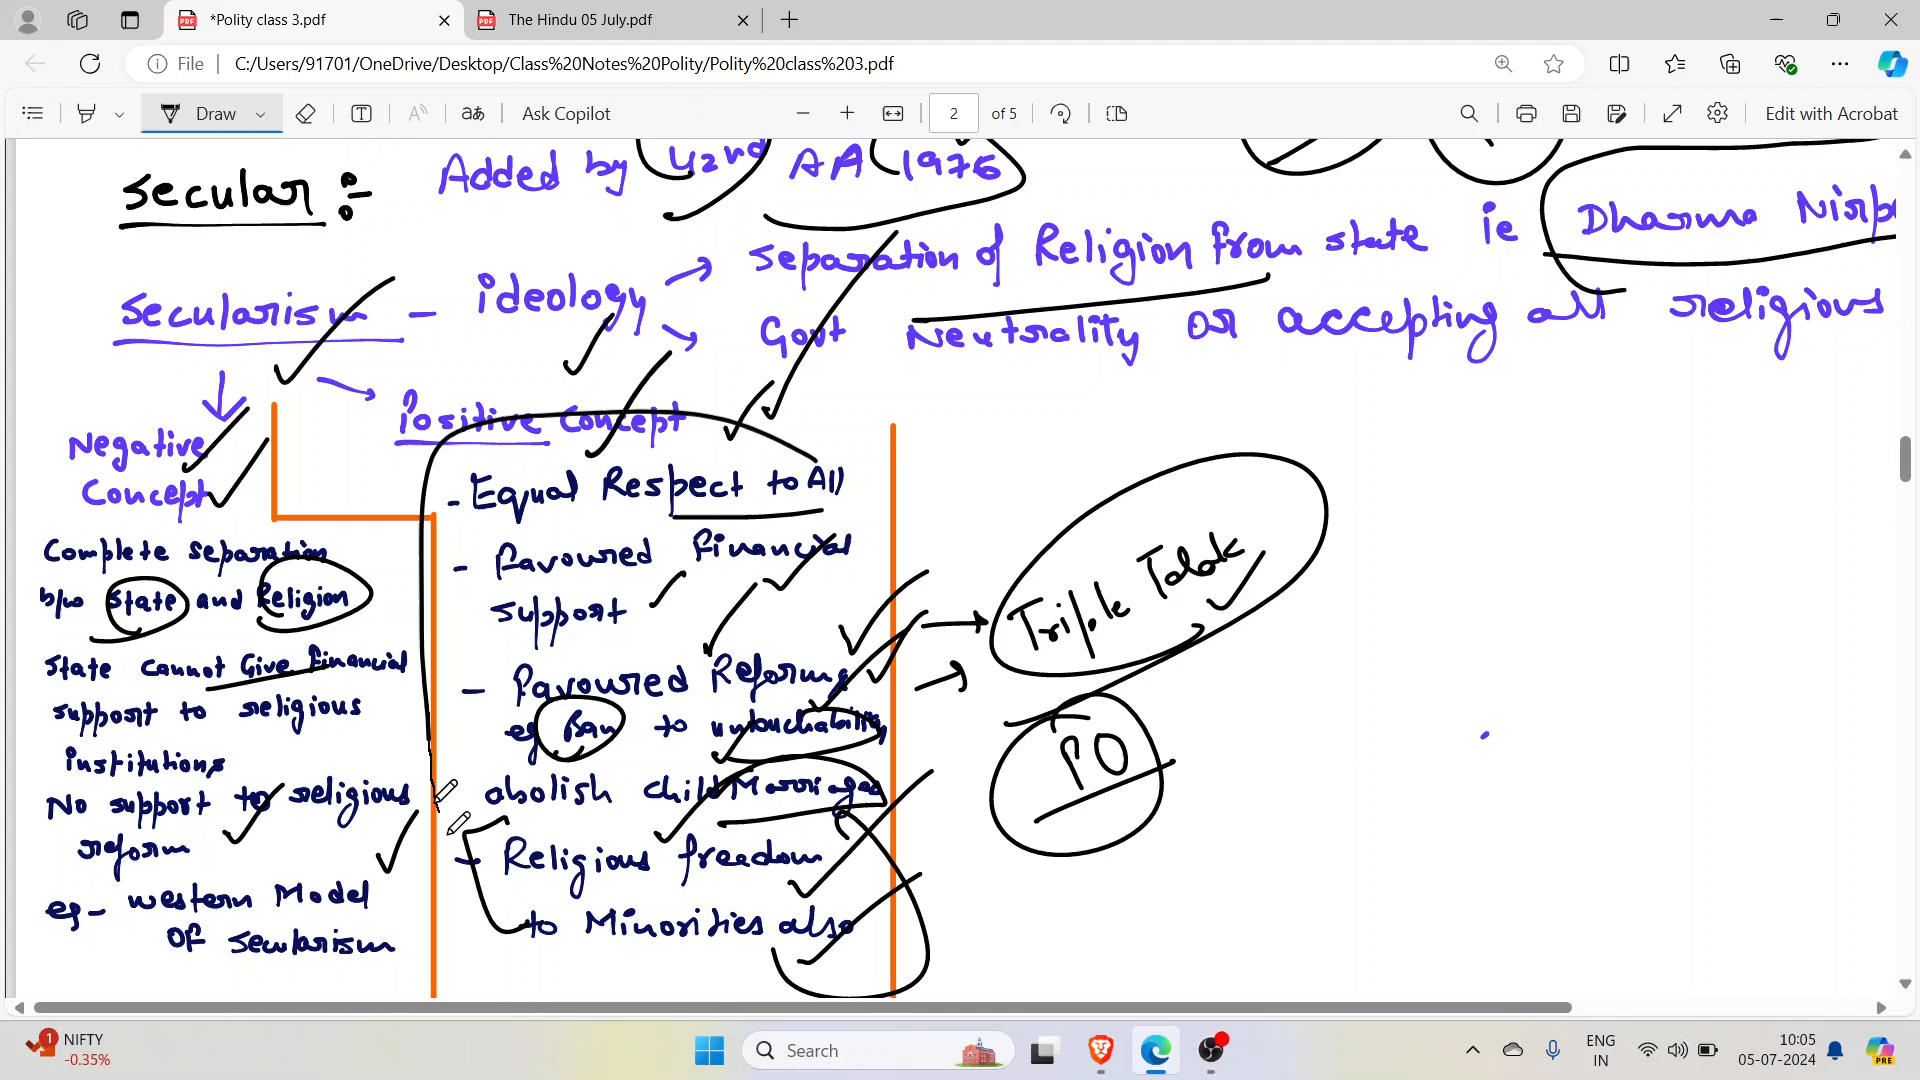 *Polity class 3.pdf
The Hindu 05 July.pdf
File
C:/Users/91701/OneDrive/Desktop/Class%20Notes%20Polity/Polity%20class%203.pdf
Draw
Ask Copilot
2
of 5
Edit with Acrobat
Secular :-
Added by 42nd AA 1976
Secularism - ideology
Separation of Religion from state ie Dharma Nirp
Govt Neutrality or accepting all religious
Negative
Concept
Positive Concept
Complete separation
b/w State and Religion
State cannot Give financial
support to religious
institutions
No support to religious
reform
eg - western Model
of secularism
- Equal Respect to All
- favoured financial
support
- favoured Reforms
eg Ban to untouchability
abolish child Marriages
- Religious freedom
to Minorities also
Triple Talak
PO
NIFTY
-0.35%
1
Search
ENG
IN
10:05
05-07-2024
PRE